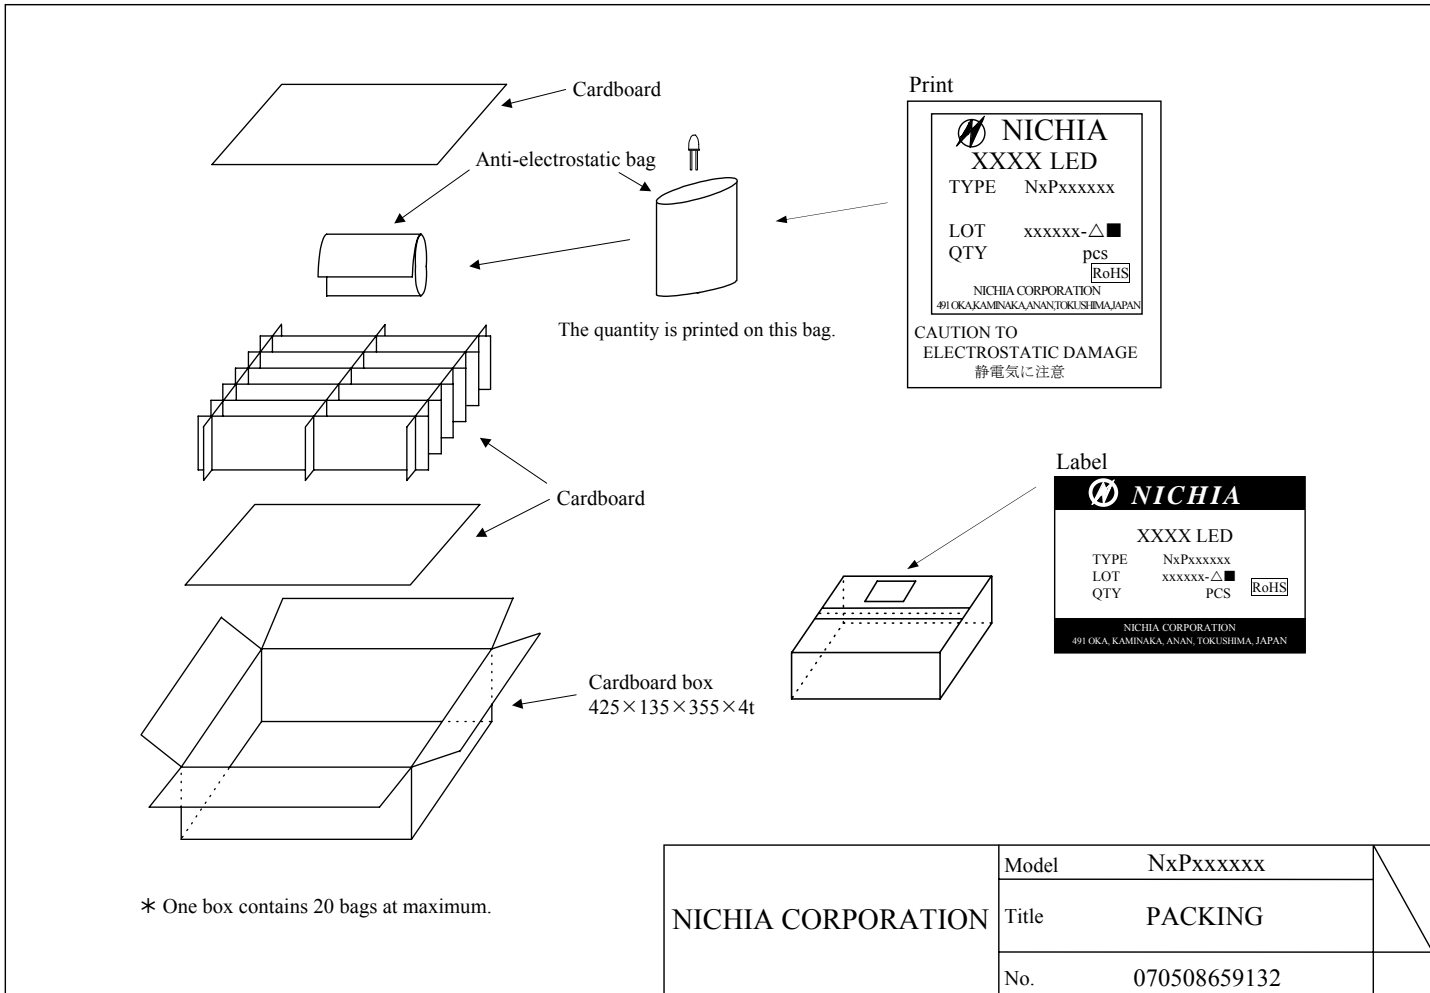 Cardboard
Anti-electrostatic bag
The quantity is printed on this bag.
Print
NICHIA
XXXX LED
TYPE NxPxxxxxx
LOT xxxxxx-△■
QTY pcs
RoHS
NICHIA CORPORATION
491 OKA,KAMINAKA,ANAN,TOKUSHIMA,JAPAN
CAUTION TO
ELECTROSTATIC DAMAGE
静電気に注意
Cardboard
Label
NICHIA
XXXX LED
TYPE NxPxxxxxx
LOT xxxxxx-△■
QTY PCS
RoHS
NICHIA CORPORATION
491 OKA, KAMINAKA, ANAN, TOKUSHIMA, JAPAN
Cardboard box
425×135×355×4t
＊ One box contains 20 bags at maximum.
NICHIA CORPORATION
Model NxPxxxxxx
Title PACKING
No. 070508659132